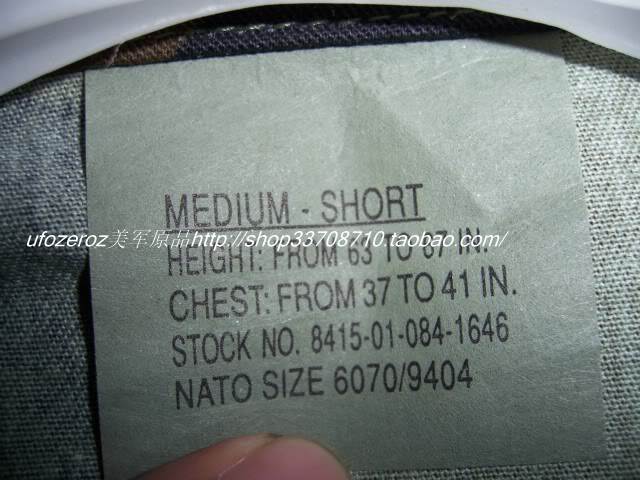 MEDIUM - SHORT
ufozeroz美军原品http://shop33708710.taobao.com/
HEIGHT: FROM 63 TO 67 IN.
CHEST: FROM 37 TO 41 IN.
STOCK NO. 8415-01-084-1646
NATO SIZE 6070/9404